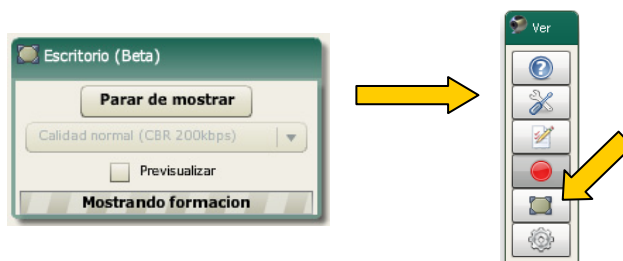 Escritorio (Beta)
Parar de mostrar
Calidad normal (CBR 200kbps)
Previsualizar
Mostrando formacion
Ver
?